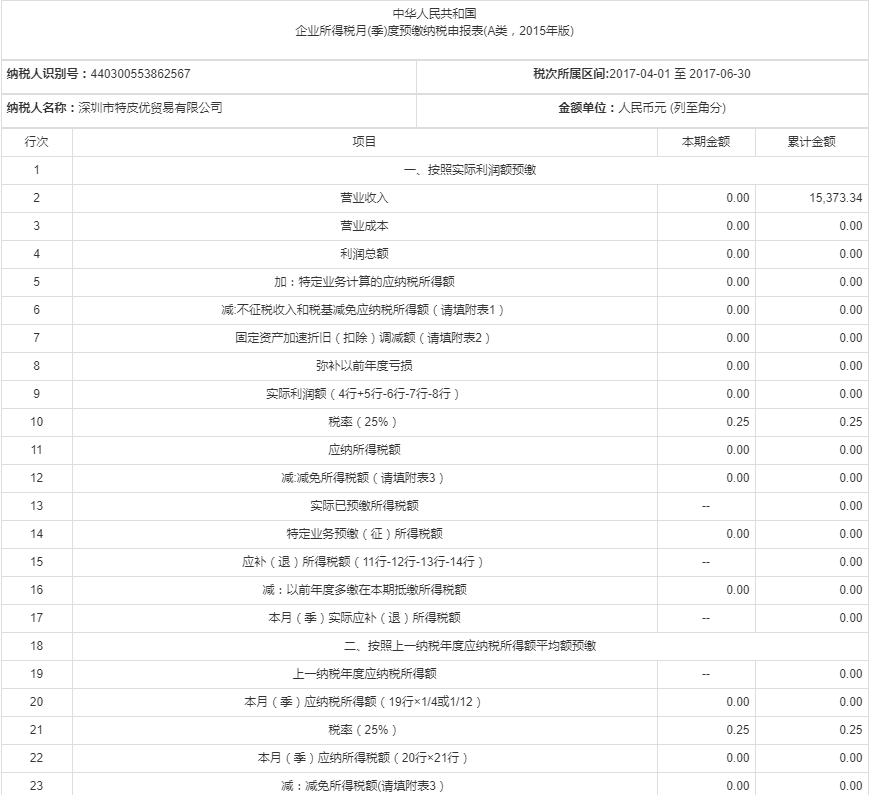 中华人民共和国
企业所得税月(季)度预缴纳税申报表(A类，2015年版)
纳税人识别号：440300553862567 税次所属区间:2017-04-01 至 2017-06-30
纳税人名称：深圳市特皮优贸易有限公司 金额单位：人民币元 (列至角分)
行次 项目 本期金额 累计金额
1 一、按照实际利润额预缴
2 营业收入 0.00 15,373.34
3 营业成本 0.00 0.00
4 利润总额 0.00 0.00
5 加：特定业务计算的应纳税所得额 0.00 0.00
6 减:不征税收入和税基减免应纳税所得额（请填附表1） 0.00 0.00
7 固定资产加速折旧（扣除）调减额（请填附表2） 0.00 0.00
8 弥补以前年度亏损 0.00 0.00
9 实际利润额（4行+5行-6行-7行-8行） 0.00 0.00
10 税率（25%） 0.25 0.25
11 应纳所得税额 0.00 0.00
12 减:减免所得税额（请填附表3） 0.00 0.00
13 实际已预缴所得税额 -- 0.00
14 特定业务预缴（征）所得税额 0.00 0.00
15 应补（退）所得税额（11行-12行-13行-14行） -- 0.00
16 减：以前年度多缴在本期抵缴所得税额 0.00 0.00
17 本月（季）实际应补（退）所得税额 -- 0.00
18 二、按照上一纳税年度应纳税所得额平均额预缴
19 上一纳税年度应纳税所得额 -- 0.00
20 本月（季）应纳税所得额（19行×1/4或1/12） 0.00 0.00
21 税率（25%） 0.25 0.25
22 本月（季）应纳所得税额（20行×21行） 0.00 0.00
23 减：减免所得税额(请填附表3） 0.00 0.00